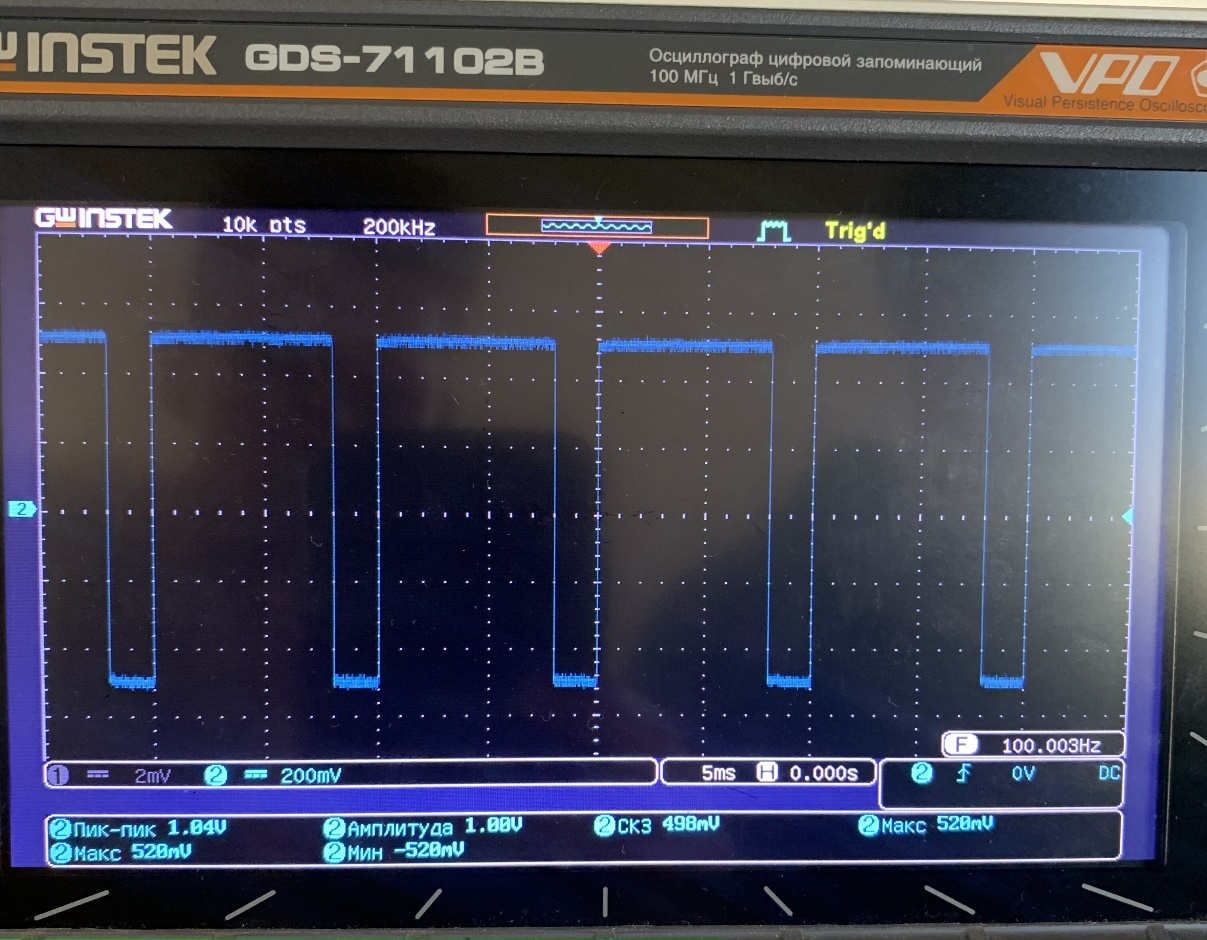 GW INSTEK GDS-71102B
Осциллограф цифровой запоминающий
100 МГц 1 Гвыб/с
VPO
Visual Persistence Oscillosc
GW INSTEK 10k pts 200kHz Trig'd
2
F 100.003Hz
1 2mV 2 200mV 5ms H 0.000s 2 0V DC
2 Пик-пик 1.04V 2 Амплитуда 1.00V 2 СКЗ 498mV 2 Макс 520mV
2 Макс 520mV 2 Мин -520mV